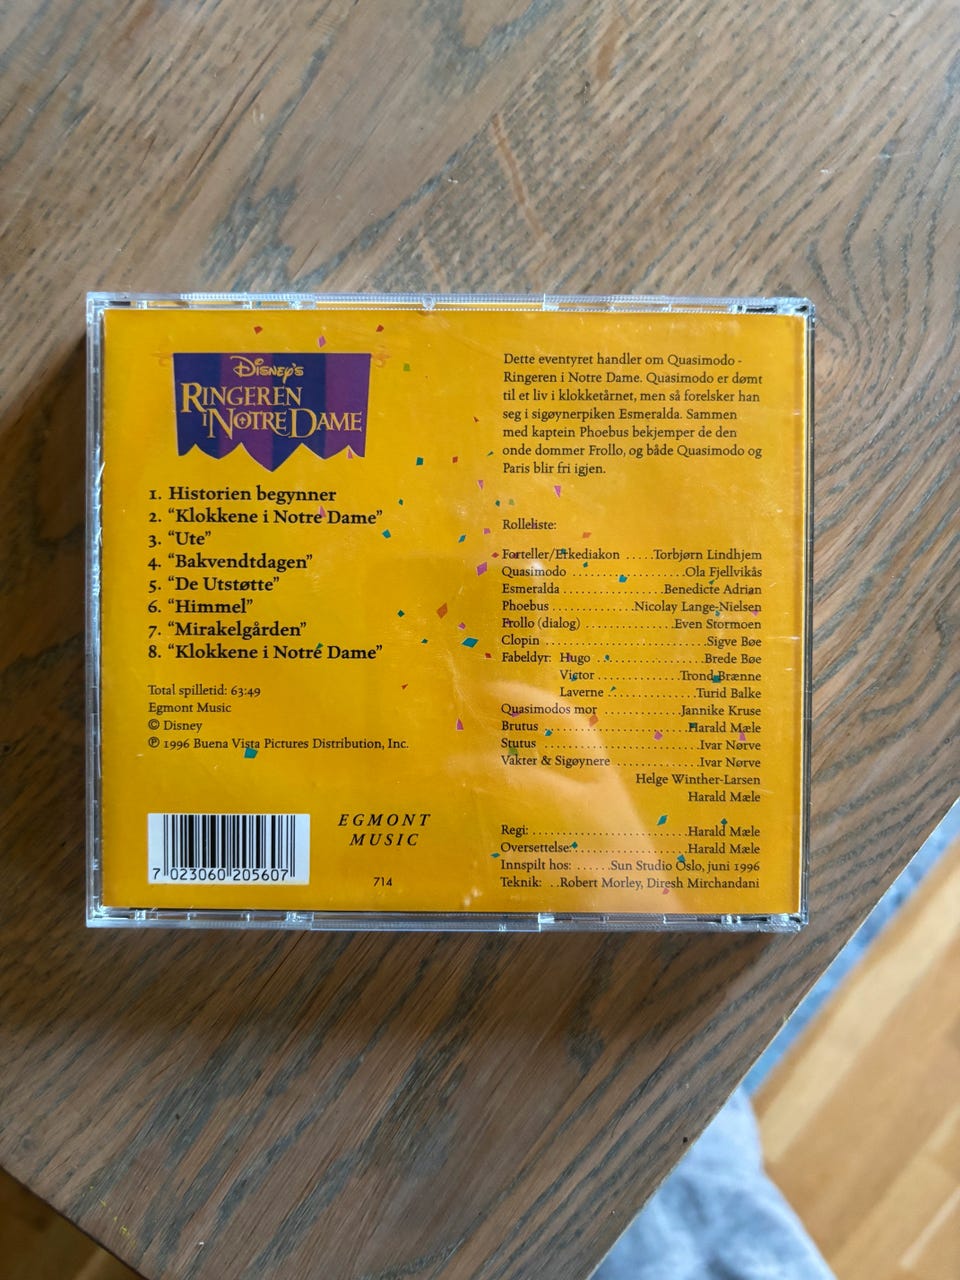 Disney's
RINGEREN
i NOTRE DAME
1. Historien begynner
2. “Klokkene i Notre Dame”
3. “Ute”
4. “Bakvendtdagen”
5. “De Utstøtte”
6. “Himmel”
7. “Mirakelgården”
8. “Klokkene i Notre Dame”
Total spilletid: 63:49
Egmont Music
© Disney
℗ 1996 Buena Vista Pictures Distribution, Inc.
7 023060 205607
EGMONT
MUSIC
714
Dette eventyret handler om Quasimodo -
Ringeren i Notre Dame. Quasimodo er dømt
til et liv i klokketårnet, men så forelsker han
seg i sigøynerpiken Esmeralda. Sammen
med kaptein Phoebus bekjemper de den
onde dommer Frollo, og både Quasimodo og
Paris blir fri igjen.
Rolleliste:
Forteller/Erkediakon .....Torbjørn Lindhjem
Quasimodo ....................Ola Fjellvikås
Esmeralda ..................Benedicte Adrian
Phoebus ...............Nicolay Lange-Nielsen
Frollo (dialog) ................Even Stormoen
Clopin .............................Sigve Bøe
Fabeldyr: Hugo .................Brede Bøe
Victor ................Trond Brænne
Laverne .................Turid Balke
Quasimodos mor ..............Jannike Kruse
Brutus .........................Harald Mæle
Stutus ...........................Ivar Nørve
Vakter & Sigøynere ..............Ivar Nørve
Helge Winther-Larsen
Harald Mæle
Regi: ...........................Harald Mæle
Oversettelse: ....................Harald Mæle
Innspilt hos: .......Sun Studio Oslo, juni 1996
Teknik: ..Robert Morley, Diresh Mirchandani